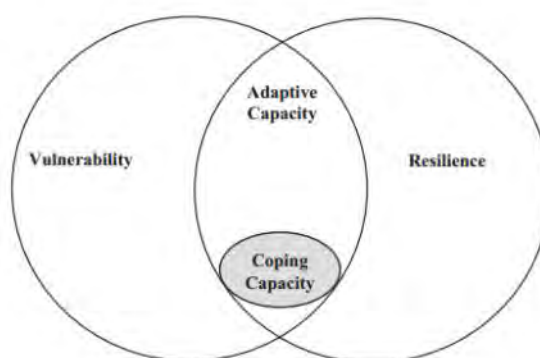 Adaptive
Capacity
Vulnerability
Resilience
Coping
Capacity